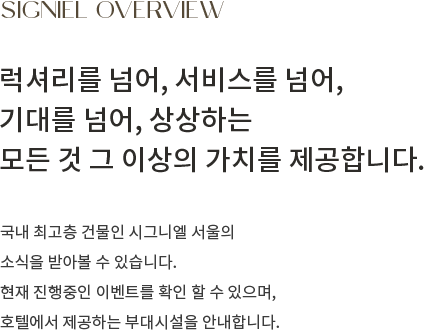 SIGNIEL OVERVIEW
럭셔리를 넘어, 서비스를 넘어,
기대를 넘어, 상상하는
모든 것 그 이상의 가치를 제공합니다.
국내 최고층 건물인 시그니엘 서울의
소식을 받아볼 수 있습니다.
현재 진행중인 이벤트를 확인 할 수 있으며,
호텔에서 제공하는 부대시설을 안내합니다.